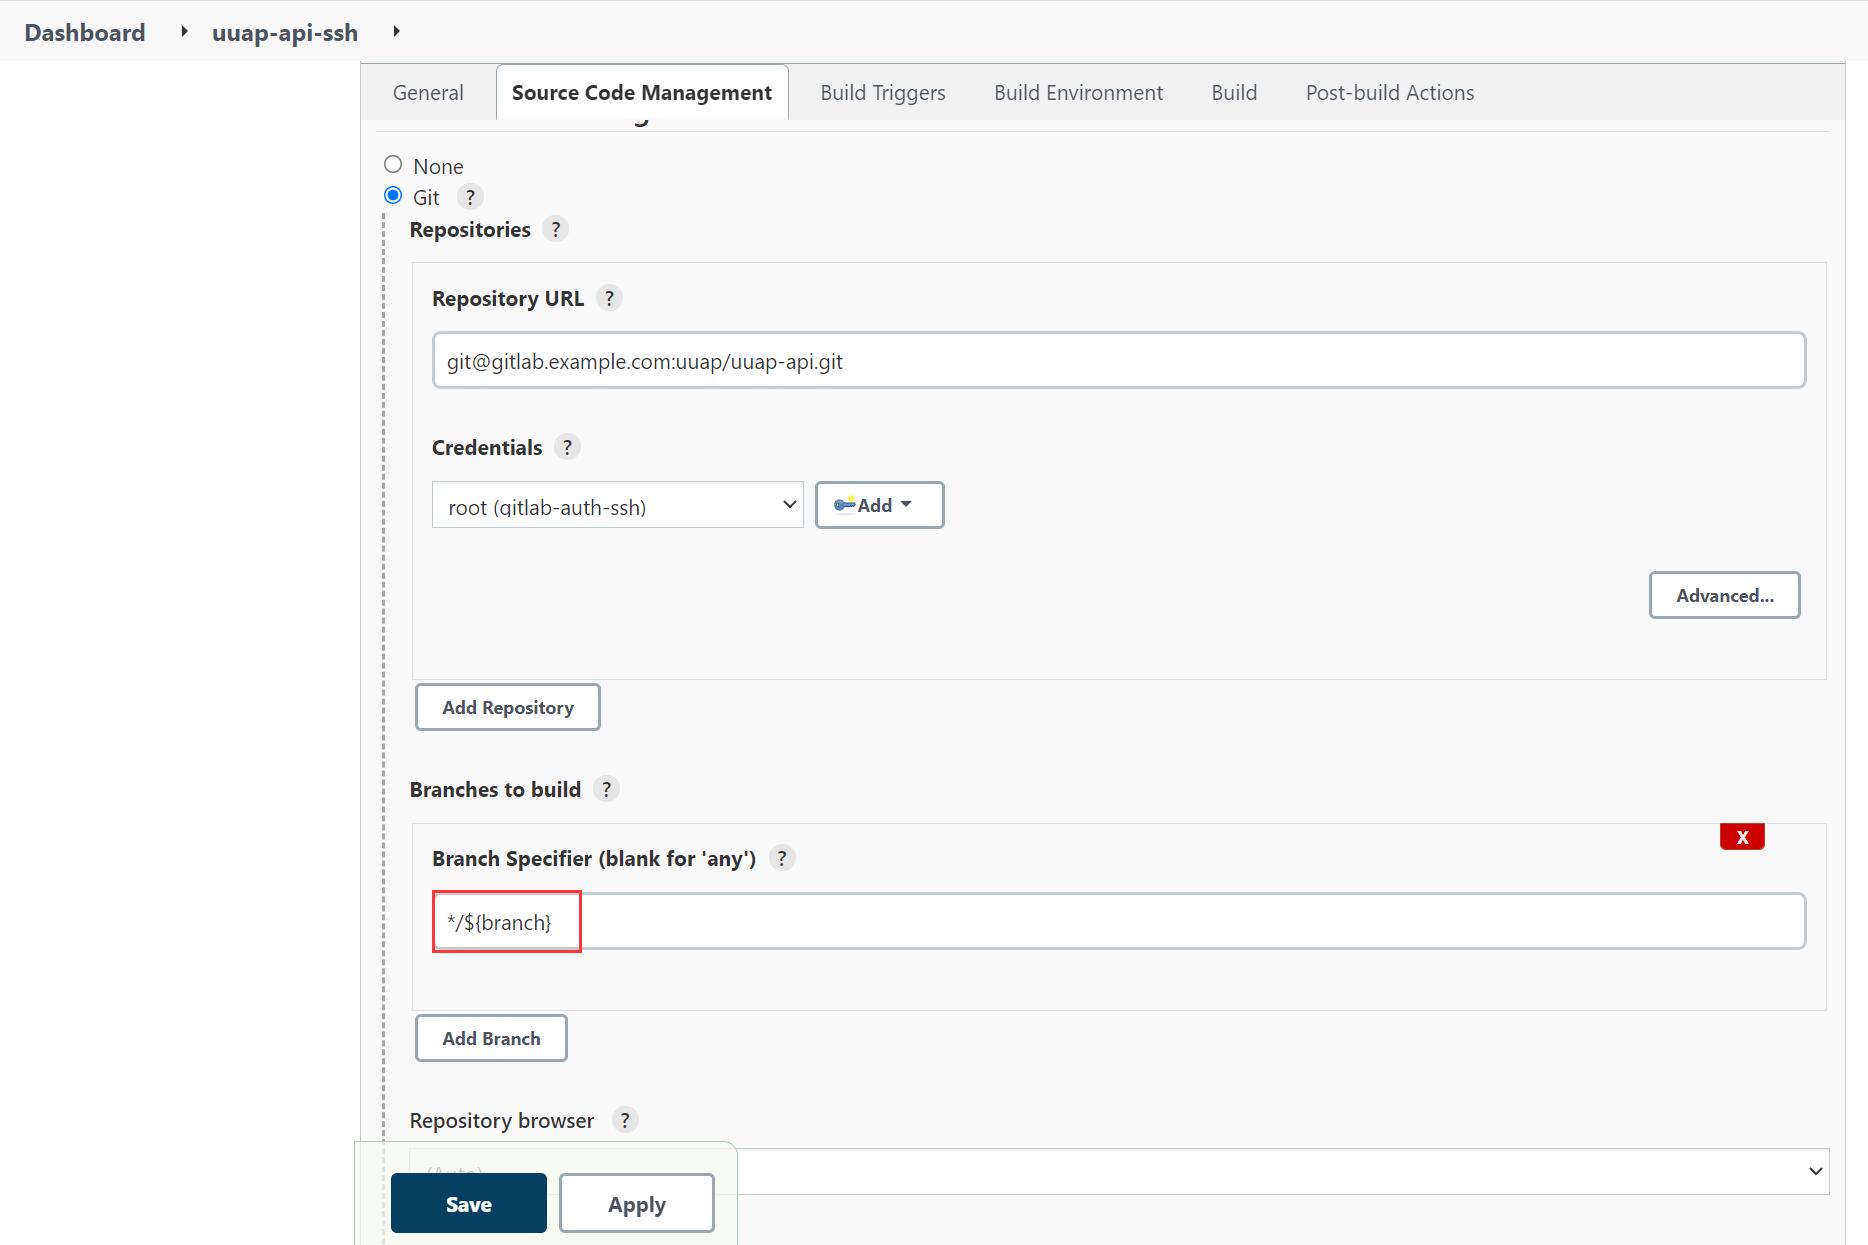 Dashboard uuap-api-ssh
General Source Code Management Build Triggers Build Environment Build Post-build Actions
None
Git ?
Repositories ?
Repository URL ?
git@gitlab.example.com:uuap/uuap-api.git
Credentials ?
root (gitlab-auth-ssh) Add
Advanced...
Add Repository
Branches to build ?
X
Branch Specifier (blank for 'any') ?
*/${branch}
Add Branch
Repository browser ?
(Auto)
Save Apply